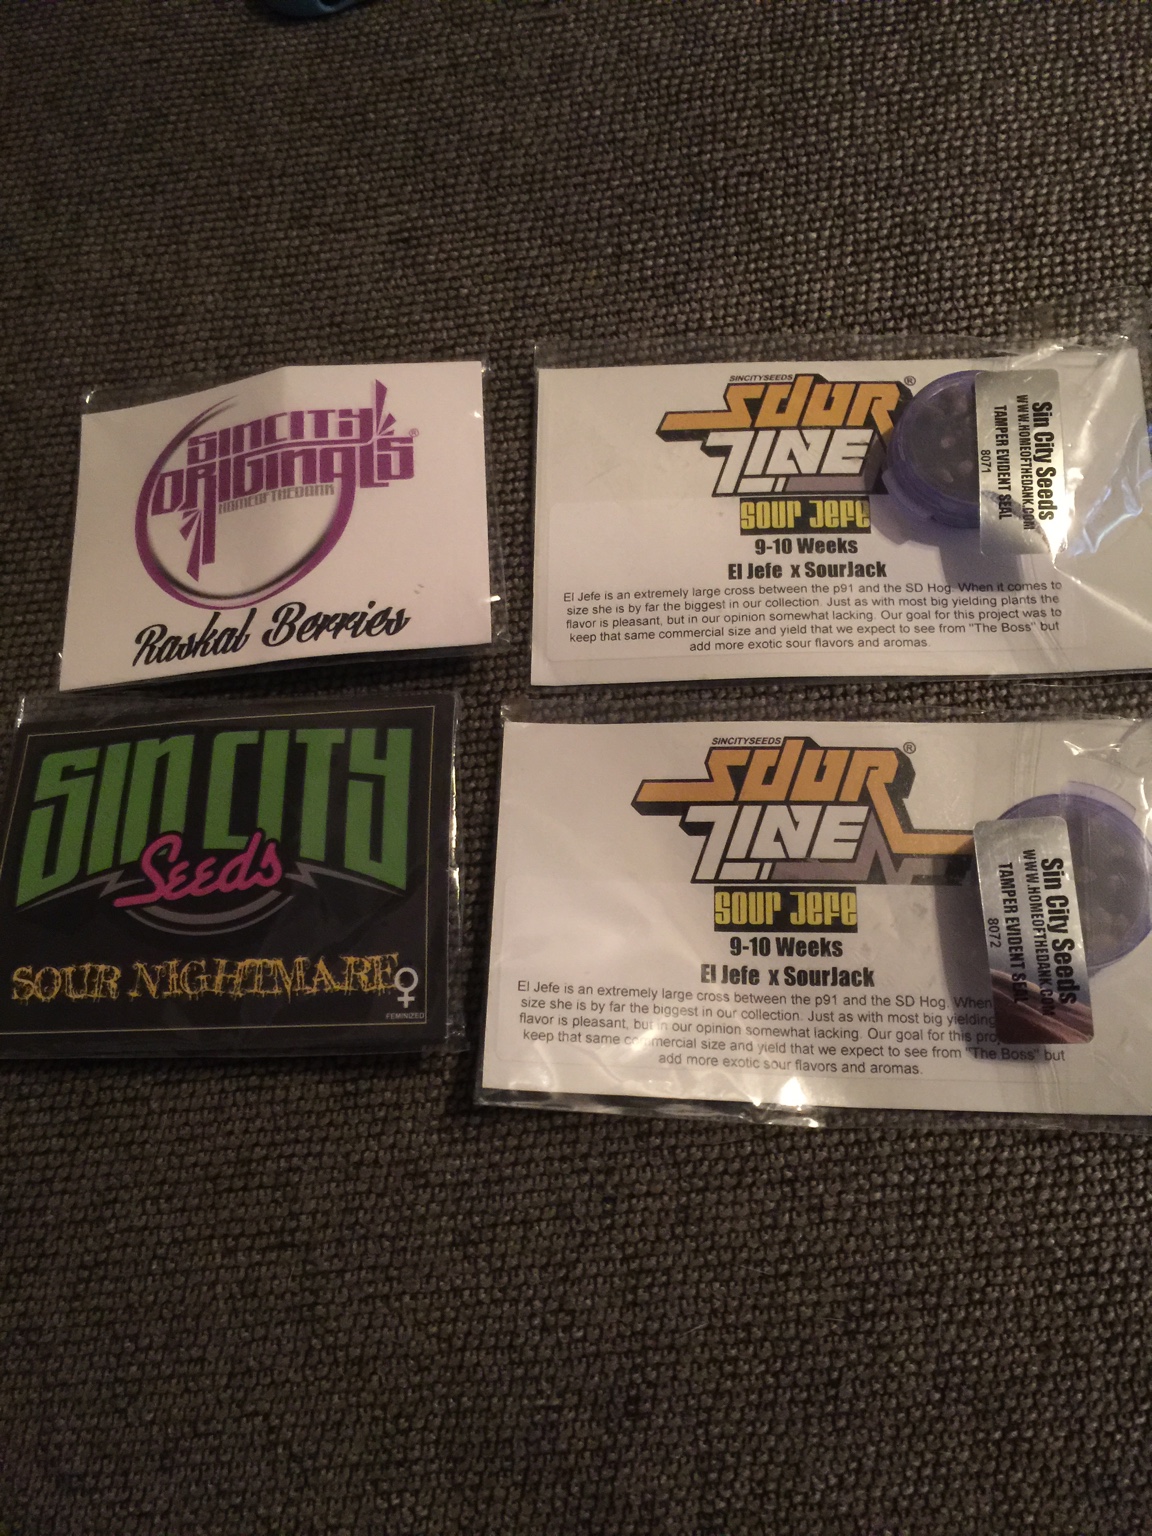 SINCITY
ORIGINALS®
HOMEOFTHEDANK
Raskal Berries
SINCITYSEEDS
SOUR®
LINE
SOUR JEFE
9-10 Weeks
El Jefe x SourJack
El Jefe is an extremely large cross between the p91 and the SD Hog. When it comes to
size she is by far the biggest in our collection. Just as with most big yielding plants the
flavor is pleasant, but in our opinion somewhat lacking. Our goal for this project was to
keep that same commercial size and yield that we expect to see from "The Boss" but
add more exotic sour flavors and aromas.
Sin City Seeds
WWW.HOMEOFTHEDANK.COM
TAMPER EVIDENT SEAL
8071
SIN CITY
Seeds
SOUR NIGHTMARE♀
FEMINIZED
SINCITYSEEDS
SOUR®
LINE
SOUR JEFE
9-10 Weeks
El Jefe x SourJack
El Jefe is an extremely large cross between the p91 and the SD Hog. When
size she is by far the biggest in our collection. Just as with most big yielding
flavor is pleasant, but in our opinion somewhat lacking. Our goal for this proj
keep that same commercial size and yield that we expect to see from "The Boss" but
add more exotic sour flavors and aromas.
Sin City Seeds
WWW.HOMEOFTHEDANK.COM
TAMPER EVIDENT SEAL
8072